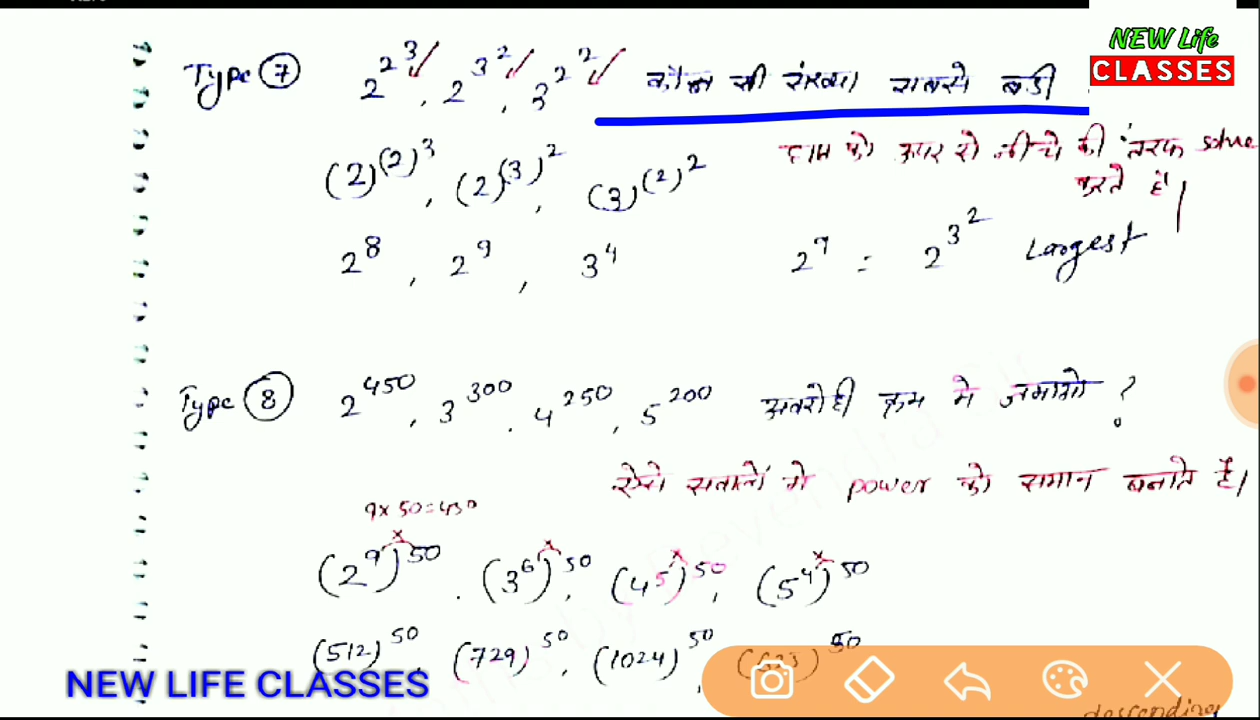 NEW Life
CLASSES
Type ⑦ 2^2^3, 2^3^2, 3^2^2 कौन सी संख्या सबसे बडी
(2)^(2)^3, (2)^(3)^2, (3)^(2)^2 हम को ऊपर से नीचे की तरफ solve
करते हैं।
2^8, 2^9, 3^4 2^9 = 2^3^2 Largest
Type ⑧ 2^450, 3^300, 4^250, 5^200 अवरोही क्रम मे जमाओ ?
ऐसे सवालों मे power को समान बनाते है।
9×50=450
(2^9)^50, (3^6)^50, (4^5)^50, (5^4)^50
(512)^50, (729)^50, (1024)^50,
NEW LIFE CLASSES